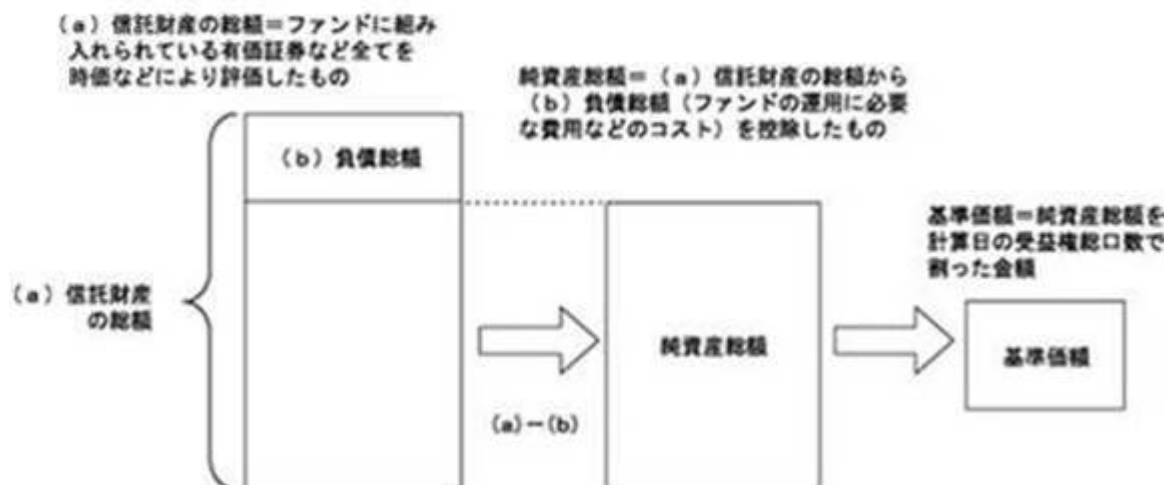 (a)信託財産の総額＝ファンドに組み
入れられている有価証券など全てを
時価などにより評価したもの
純資産総額＝(a)信託財産の総額から
(b)負債総額(ファンドの運用に必要
な費用などのコスト)を控除したもの
(b)負債総額
基準価額＝純資産総額を
計算日の受益権総口数で
割った金額
(a)信託財産
の総額
純資産総額
基準価額
(a)－(b)